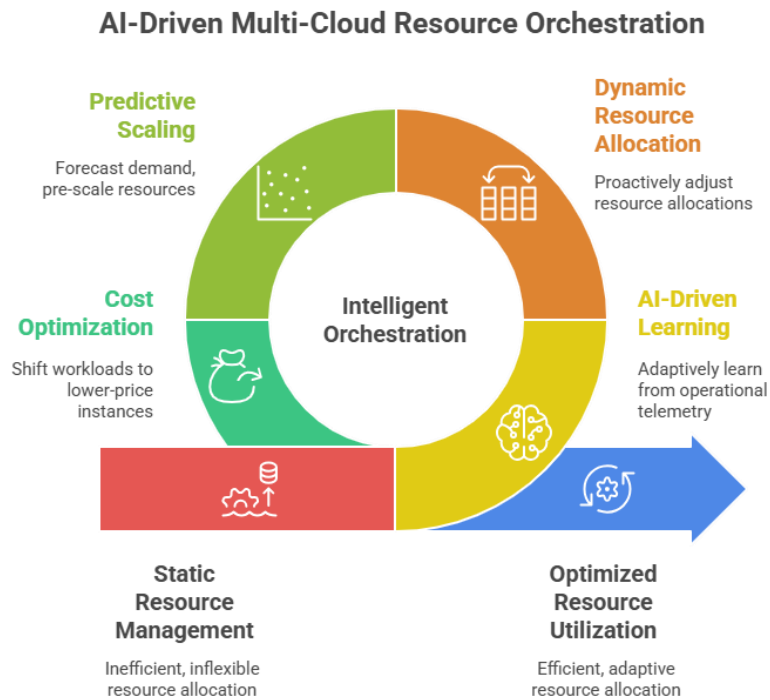 AI-Driven Multi-Cloud Resource Orchestration
Predictive
Scaling
Forecast demand,
pre-scale resources
Dynamic
Resource
Allocation
Proactively adjust
resource allocations
Cost
Optimization
Shift workloads to
lower-price
instances
Intelligent
Orchestration
AI-Driven
Learning
Adaptively learn
from operational
telemetry
Static
Resource
Management
Inefficient, inflexible
resource allocation
Optimized
Resource
Utilization
Efficient, adaptive
resource allocation